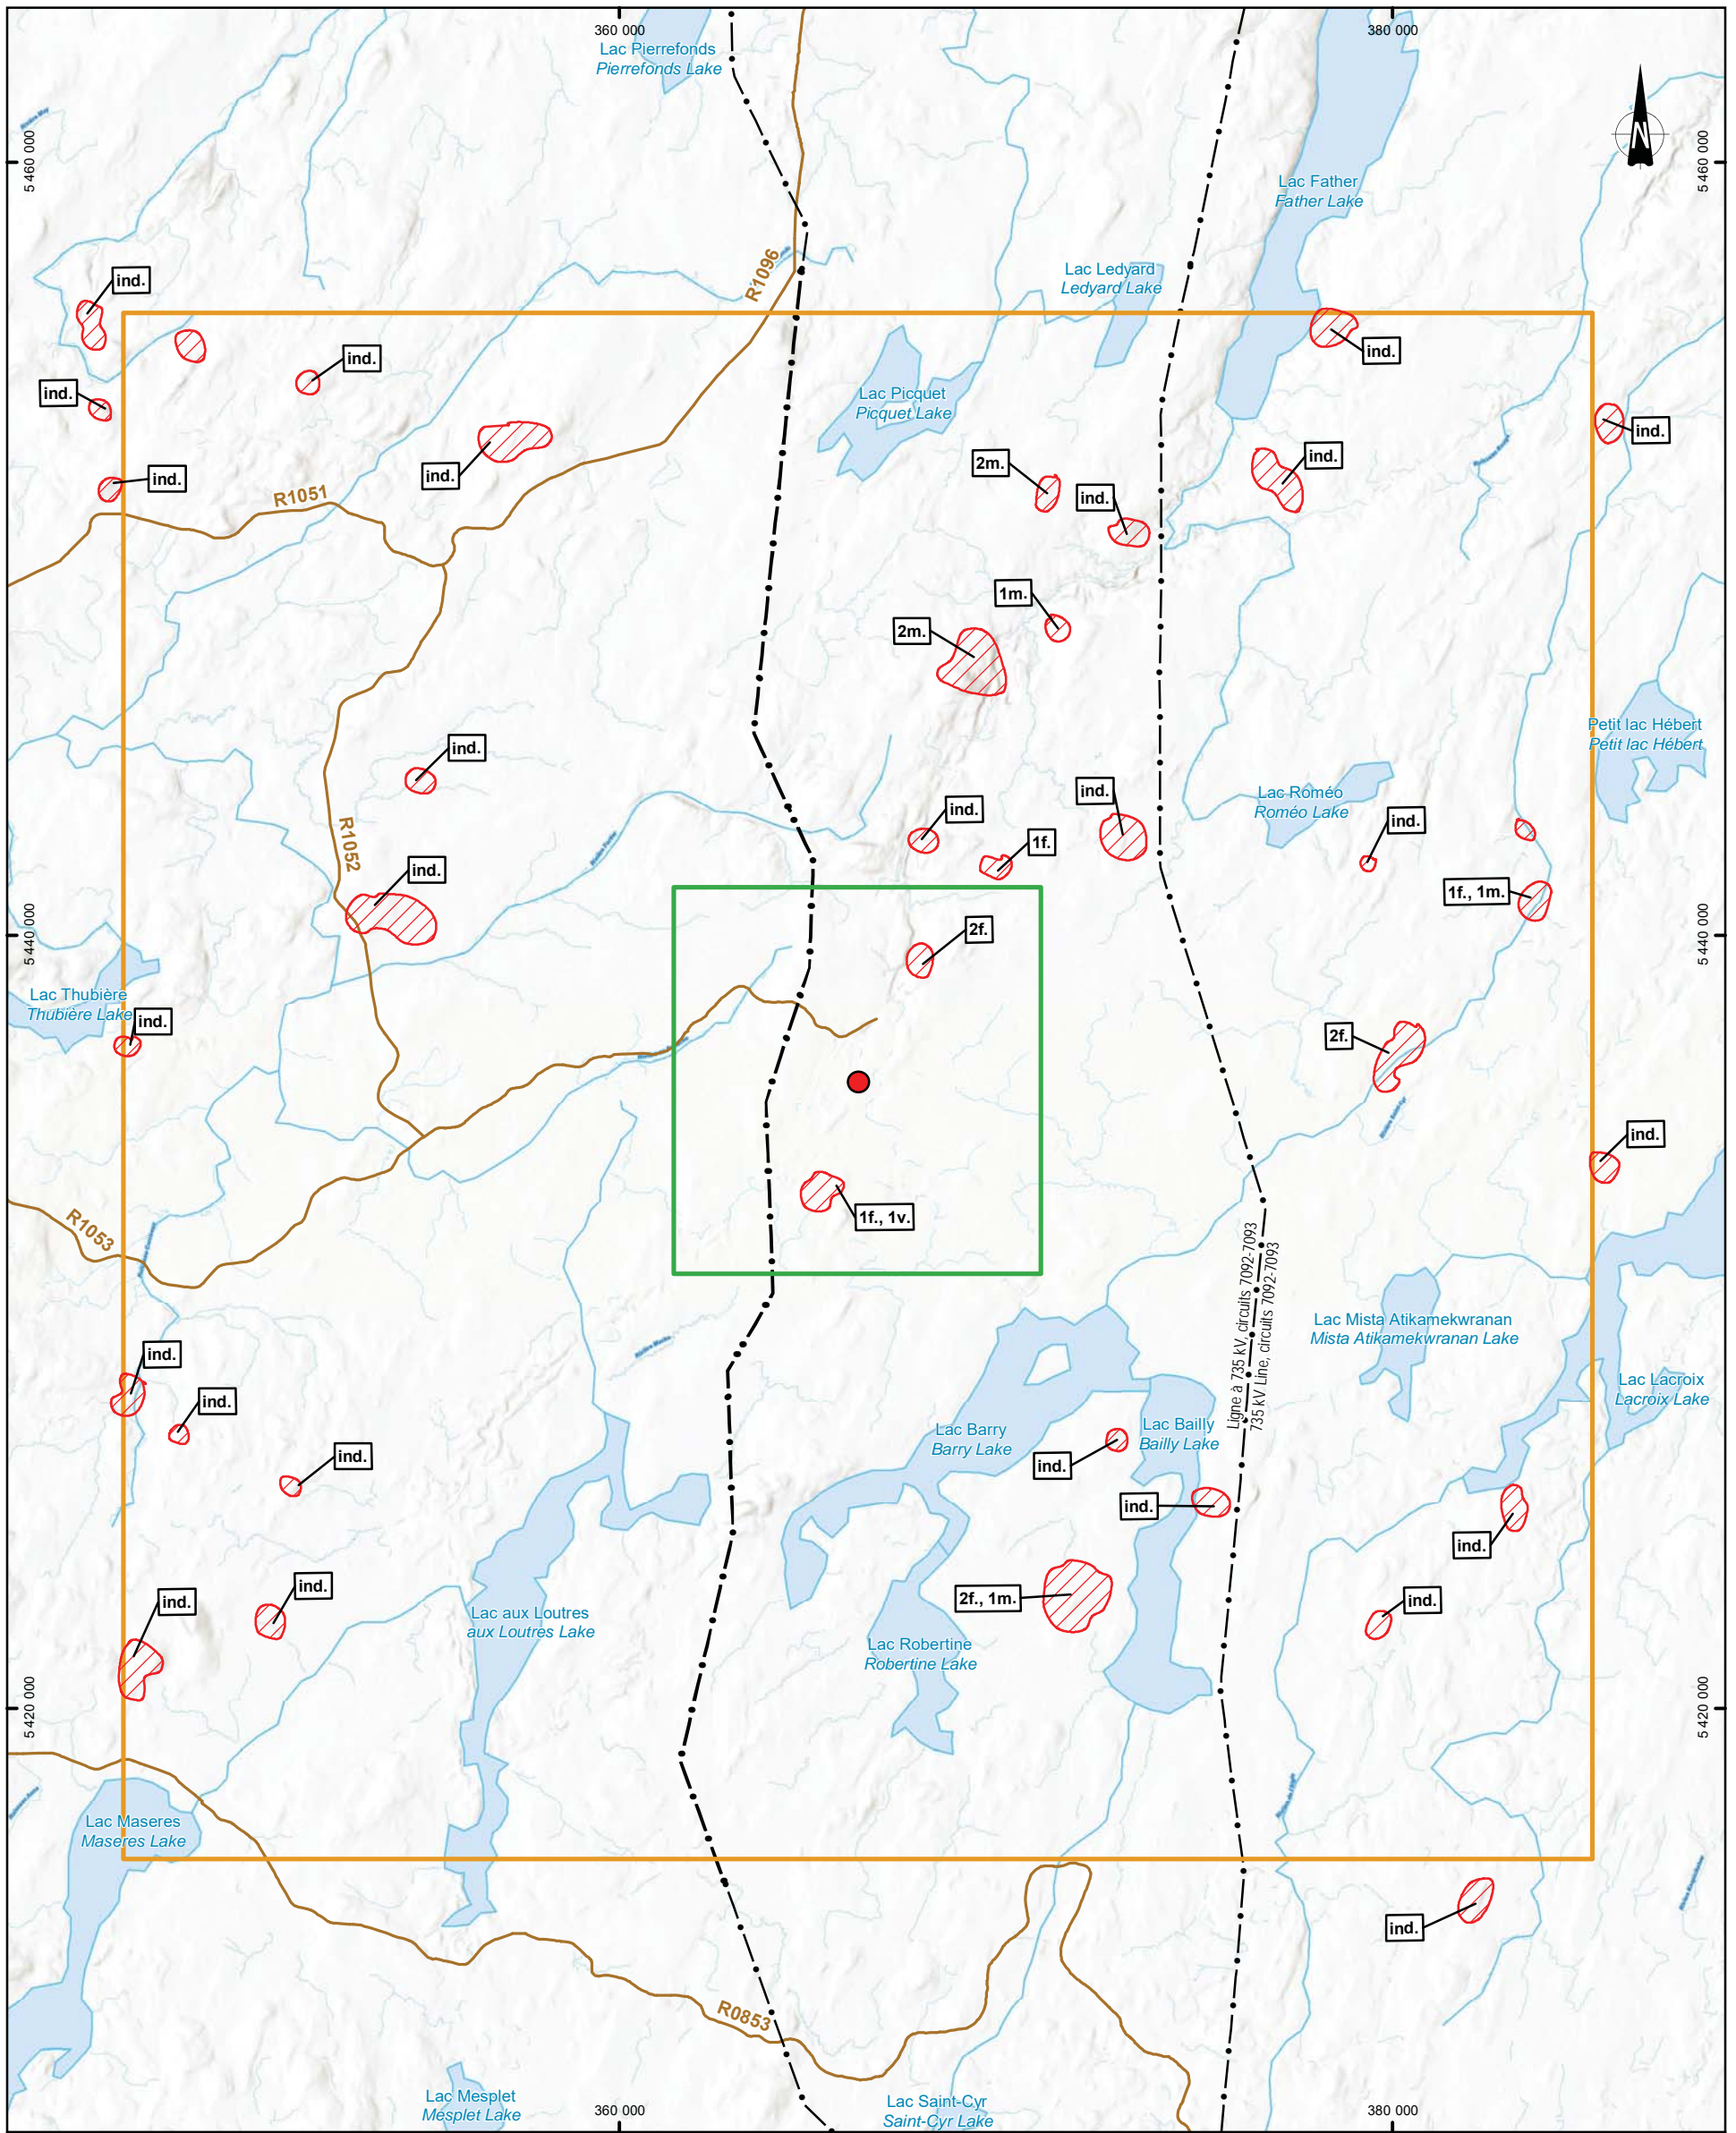 360 000
380 000
Lac Pierrefonds
Pierrefonds Lake
N
5 460 000
5 460 000
Lac Father
Father Lake
R1096
Lac Ledyard
Ledyard Lake
ind.
ind.
ind.
ind.
Lac Picquet
Picquet Lake
ind.
ind.
ind.
2m.
ind.
ind.
R1051
1m.
2m.
Petit lac Hébert
Petit lac Hébert
ind.
ind.
Lac Roméo
Roméo Lake
ind.
ind.
1f.
R1052
ind.
1f., 1m.
2f.
5 440 000
5 440 000
Lac Thubière
Thubière Lake
ind.
2f.
ind.
1f., 1v.
R1053
Ligne à 735 kV, circuits 7092-7093
735 kV Line, circuits 7092-7093
Lac Mista Atikamekwranan
Mista Atikamekwranan Lake
ind.
Lac Lacroix
Lacroix Lake
ind.
Lac Barry
Barry Lake
Lac Bailly
Bailly Lake
ind.
ind.
ind.
ind.
ind.
ind.
2f., 1m.
ind.
Lac aux Loutres
aux Loutres Lake
Lac Robertine
Robertine Lake
5 420 000
5 420 000
Lac Maseres
Maseres Lake
ind.
R0853
Lac Mesplet
Mesplet Lake
Lac Saint-Cyr
Saint-Cyr Lake
360 000
380 000